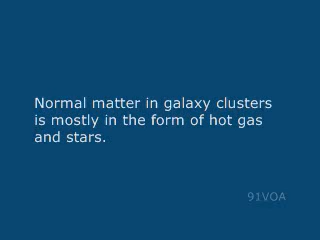 Normal matter in galaxy clusters
is mostly in the form of hot gas
and stars.
91VOA